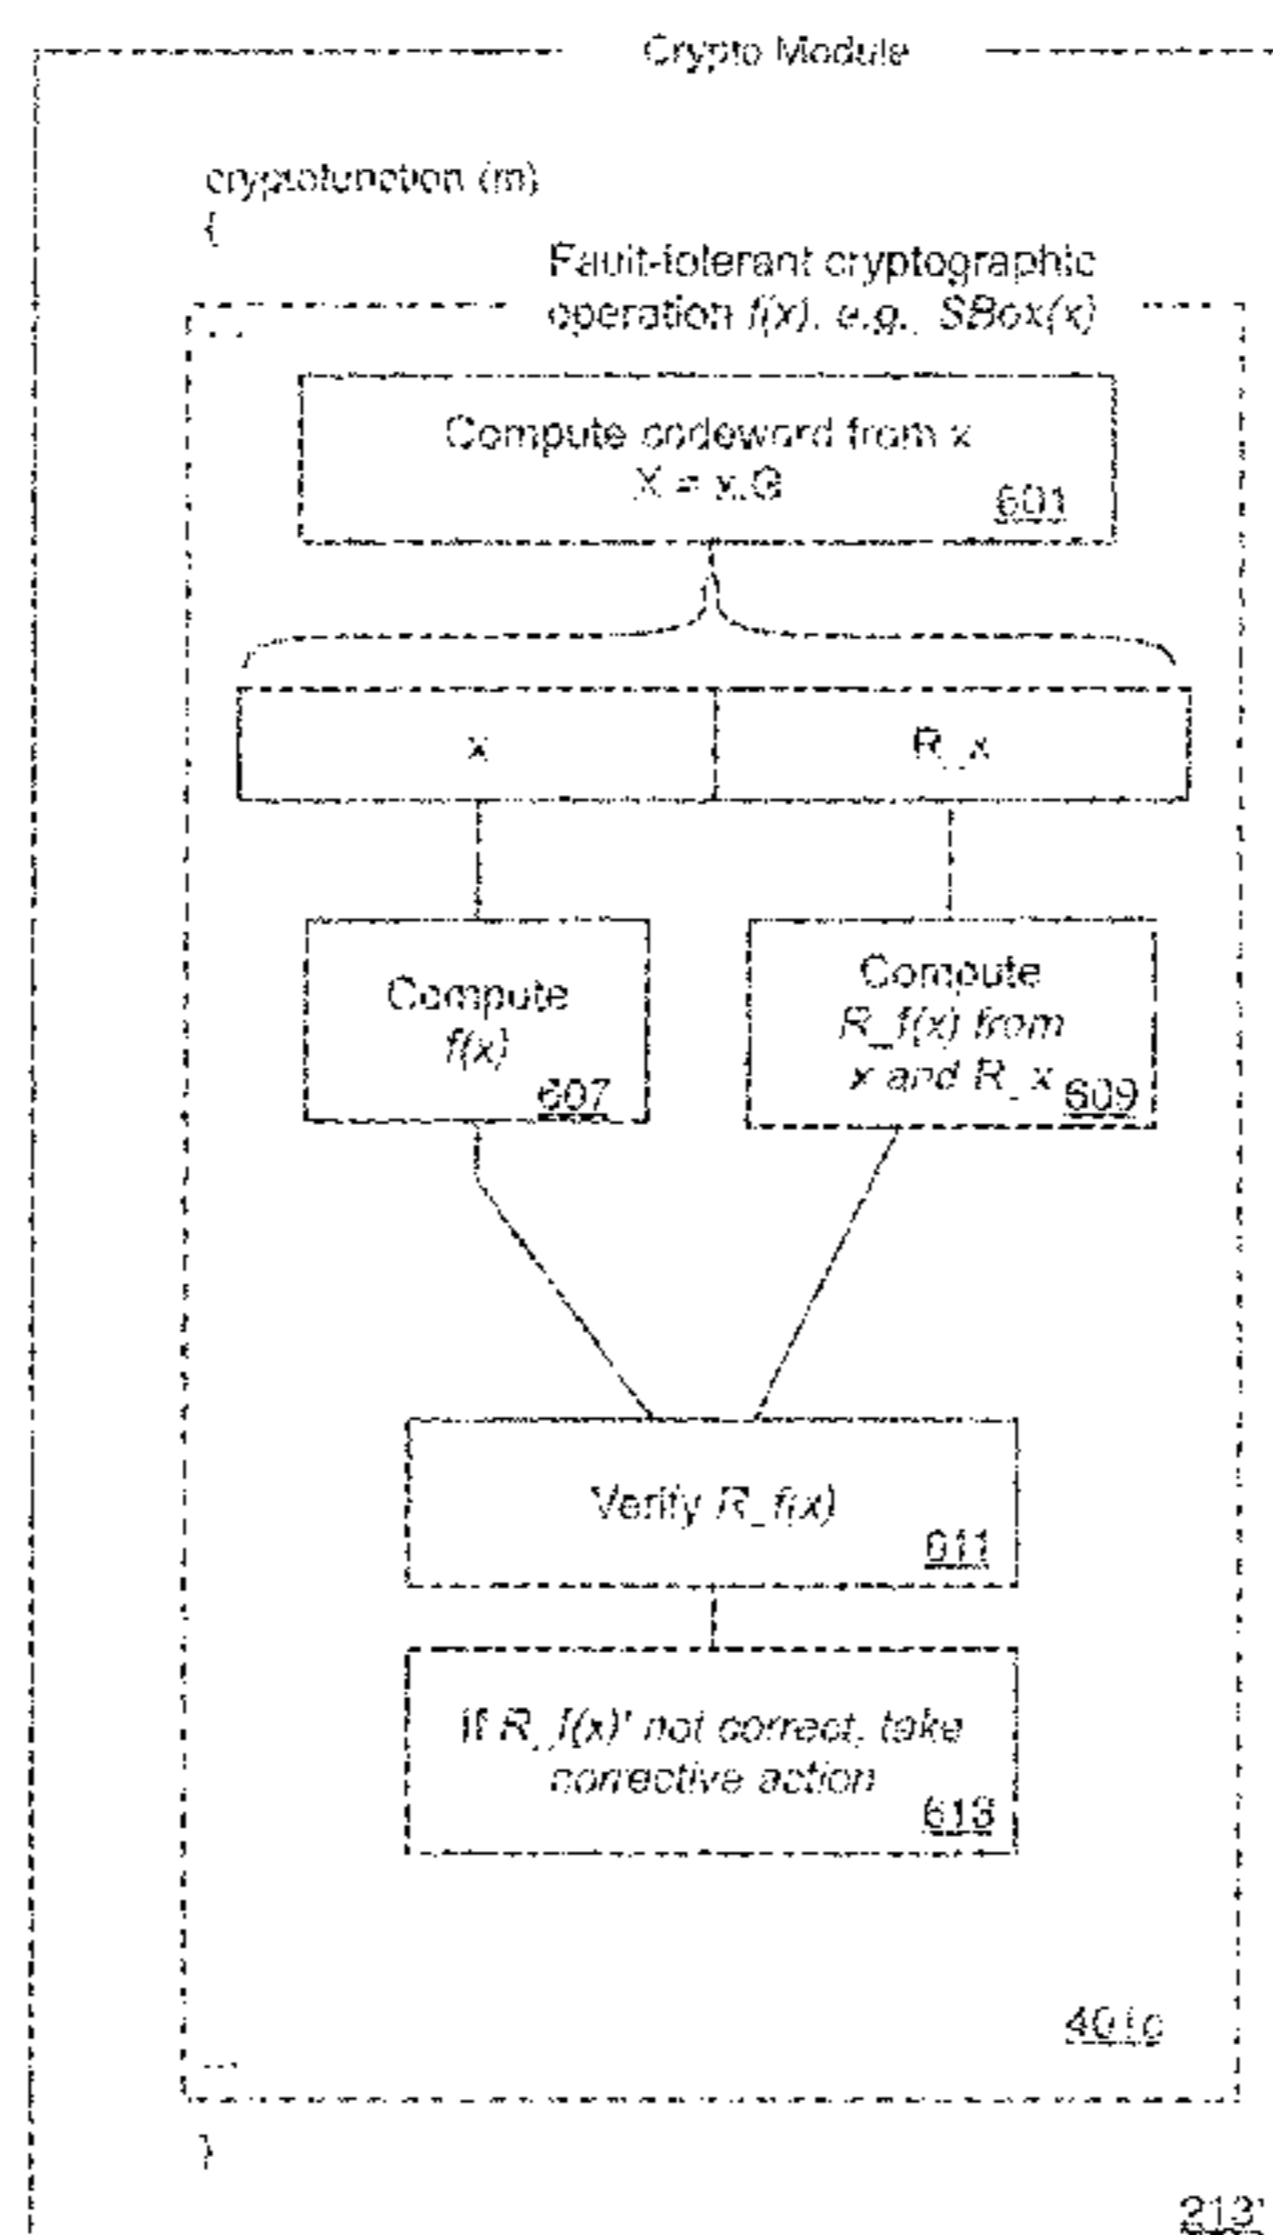 Crypto Module
cryptofunction (m)
{
Fault-tolerant cryptographic
operation f(x), e.g., SBox(x)
...
Compute codeword from x
X = x.G
601
x
R_x
Compute
f(x)
607
Compute
R_f(x) from
x and R_x
609
Verify R_f(x)
611
If R_f(x)' not correct, take
corrective action
613
401c
...
}
213'